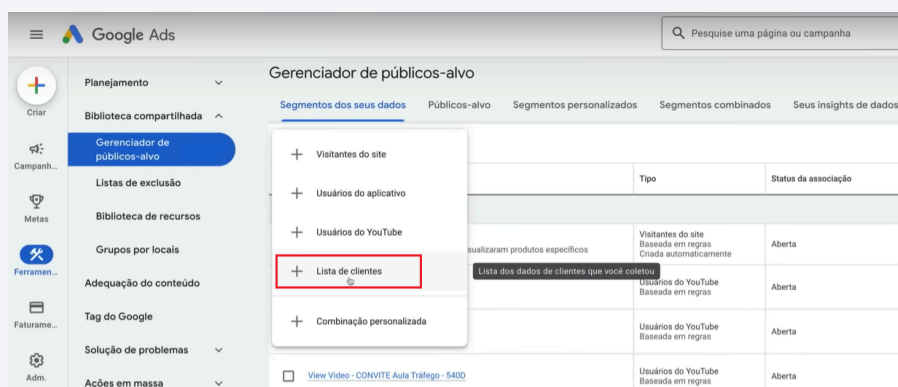 Google Ads
Pesquise uma página ou campanha
Criar
Campanh...
Metas
Ferramen...
Faturame...
Adm.
Planejamento
Biblioteca compartilhada
Gerenciador de
públicos-alvo
Listas de exclusão
Biblioteca de recursos
Grupos por locais
Adequação do conteúdo
Tag do Google
Solução de problemas
Ações em massa
Gerenciador de públicos-alvo
Segmentos dos seus dados Públicos-alvo Segmentos personalizados Segmentos combinados Seus insights de dados
Visitantes do site
Usuários do aplicativo
Usuários do YouTube
Lista de clientes
Combinação personalizada
Lista dos dados de clientes que você coletou
Tipo Status da associação
Visitantes do site
sualizaram produtos específicos Baseada em regras Aberta
Criada automaticamente
Usuários do YouTube
Baseada em regras Aberta
Usuários do YouTube
Baseada em regras Aberta
View Video - CONVITE Aula Tráfego - 540D Usuários do YouTube
Baseada em regras Aberta